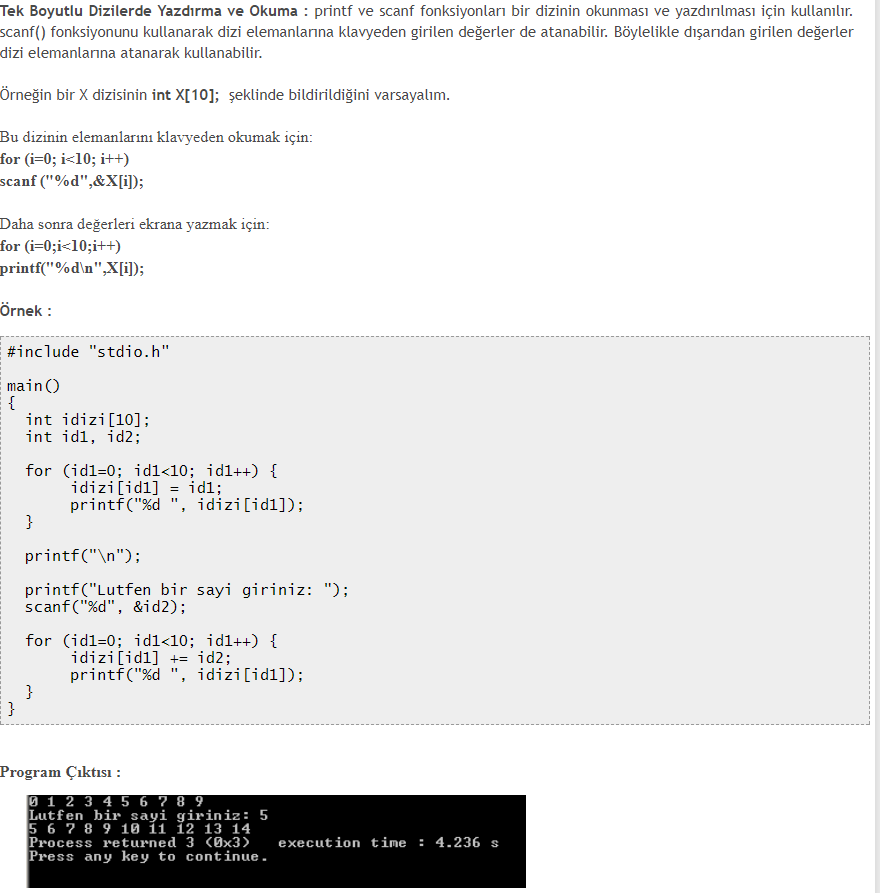 Tek Boyutlu Dizilerde Yazdırma ve Okuma : printf ve scanf fonksiyonları bir dizinin okunması ve yazdırılması için kullanılır.
scanf() fonksiyonunu kullanarak dizi elemanlarına klavyeden girilen değerler de atanabilir. Böylelikle dışarıdan girilen değerler
dizi elemanlarına atanarak kullanabilir.
Örneğin bir X dizisinin int X[10];  şeklinde bildirildiğini varsayalım.
Bu dizinin elemanlarını klavyeden okumak için:
for (i=0; i<10; i++)
scanf ("%d",&X[i]);
Daha sonra değerleri ekrana yazmak için:
for (i=0;i<10;i++)
printf("%d\n",X[i]);
Örnek :
#include "stdio.h"
main()
{
  int idizi[10];
  int id1, id2;
  for (id1=0; id1<10; id1++) {
       idizi[id1] = id1;
       printf("%d ", idizi[id1]);
  }
  printf("\n");
  printf("Lutfen bir sayi giriniz: ");
  scanf("%d", &id2);
  for (id1=0; id1<10; id1++) {
       idizi[id1] += id2;
       printf("%d ", idizi[id1]);
  }
}
Program Çıktısı :
0 1 2 3 4 5 6 7 8 9
Lutfen bir sayi giriniz: 5
5 6 7 8 9 10 11 12 13 14
Process returned 3 (0x3)   execution time : 4.236 s
Press any key to continue.